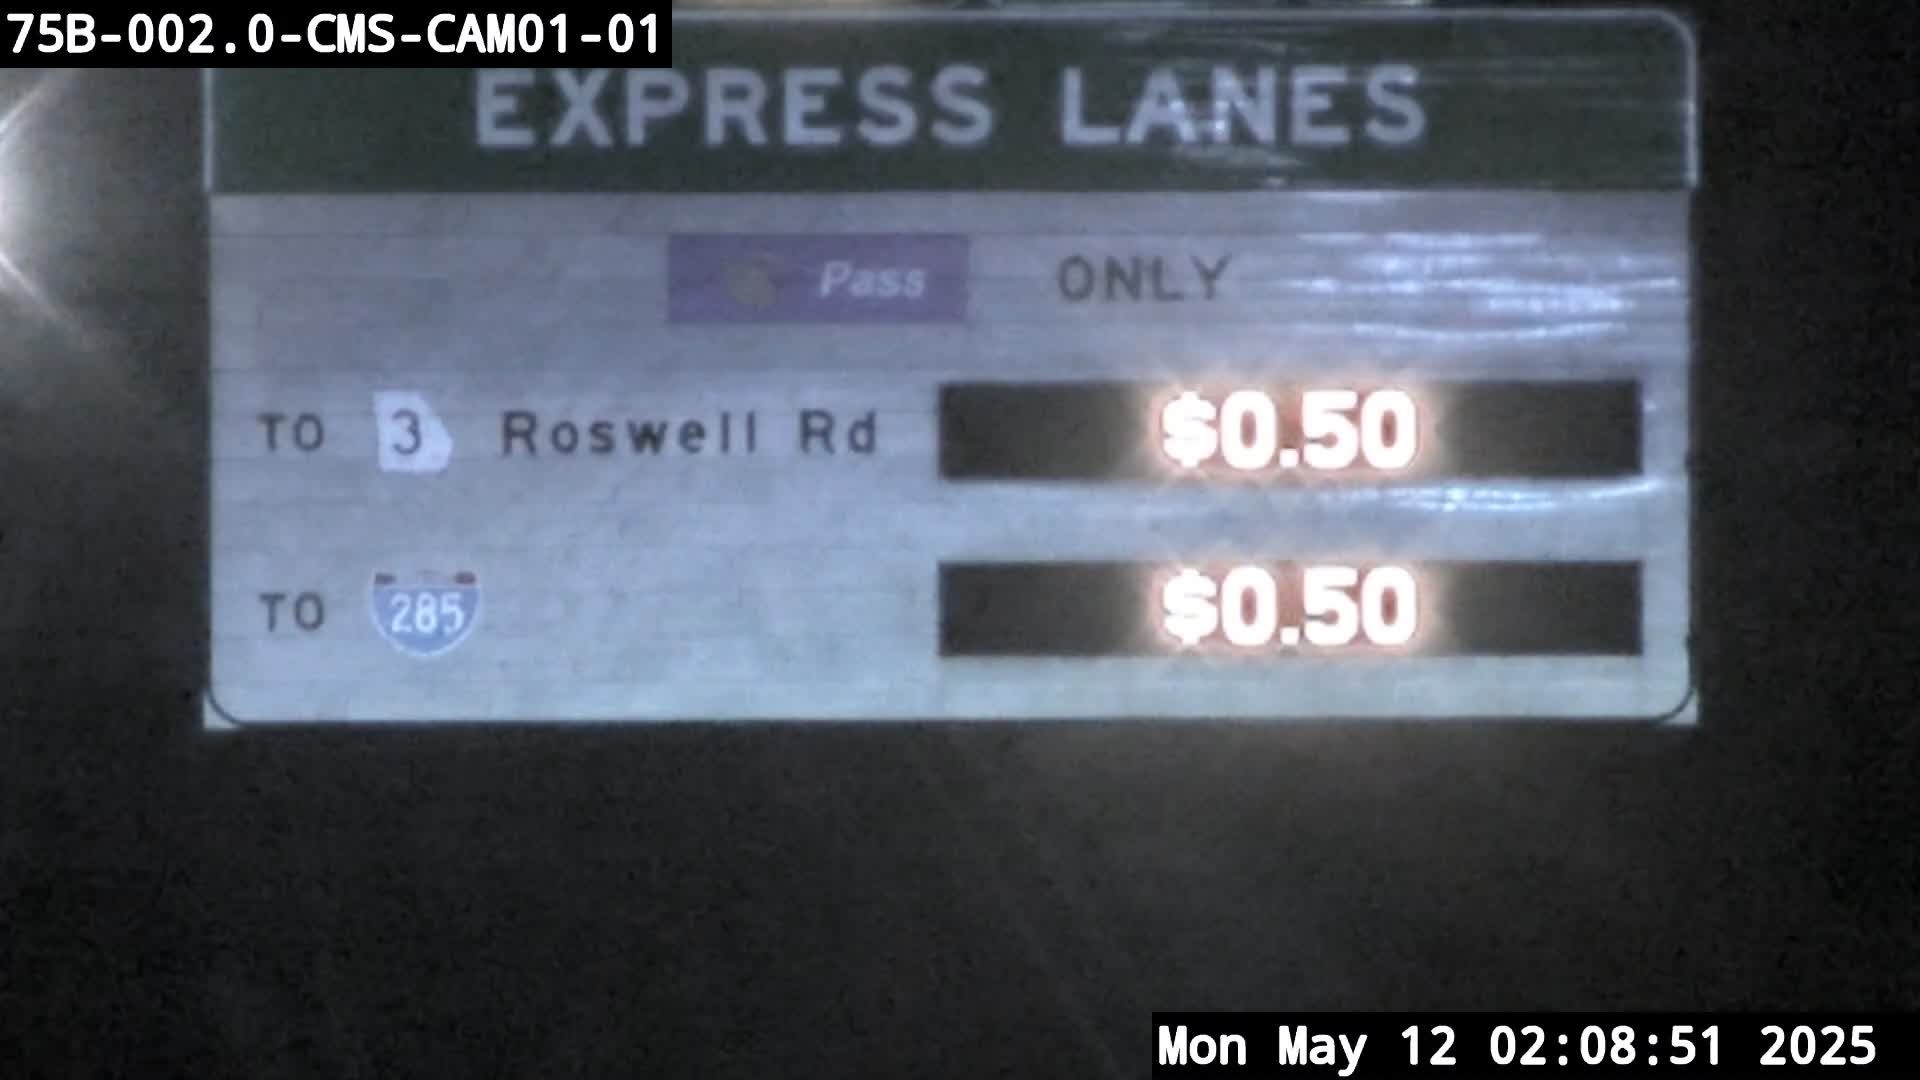 75B-002.0-CMS-CAM01-01
EXPRESS LANES
Pass ONLY
TO 3 Roswell Rd $0.50
TO 285 $0.50
Mon May 12 02:08:51 2025